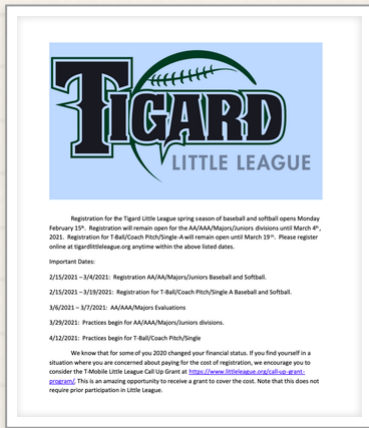 TIGARD
LITTLE LEAGUE
Registration for the Tigard Little League spring season of baseball and softball opens Monday
February 15th. Registration will remain open for the AA/AAA/Majors/Juniors divisions until March 4th,
2021. Registration for T-Ball/Coach Pitch/Single-A will remain open until March 19th. Please register
online at tigardlittleleague.org anytime within the above listed dates.
Important Dates:
2/15/2021 –3/4/2021: Registration AA/AA/Majors/Juniors Baseball and Softball.
2/15/2021 –3/19/2021: Registration for T-Ball/Coach Pitch/Single A Baseball and Softball.
3/6/2021 – 3/7/2021: AA/AAA/Majors Evaluations
3/29/2021: Practices begin for AA/AAA/Majors/Juniors divisions.
4/12/2021: Practices begin for T-Ball/Coach Pitch/Single
We know that for some of you 2020 changed your financial status. If you find yourself in a
situation where you are concerned about paying for the cost of registration, we encourage you to
consider the T-Mobile Little League Call Up Grant at https://www.littleleague.org/call-up-grant-
program/. This is an amazing opportunity to receive a grant to cover the cost. Note that this does not
require prior participation in Little League.